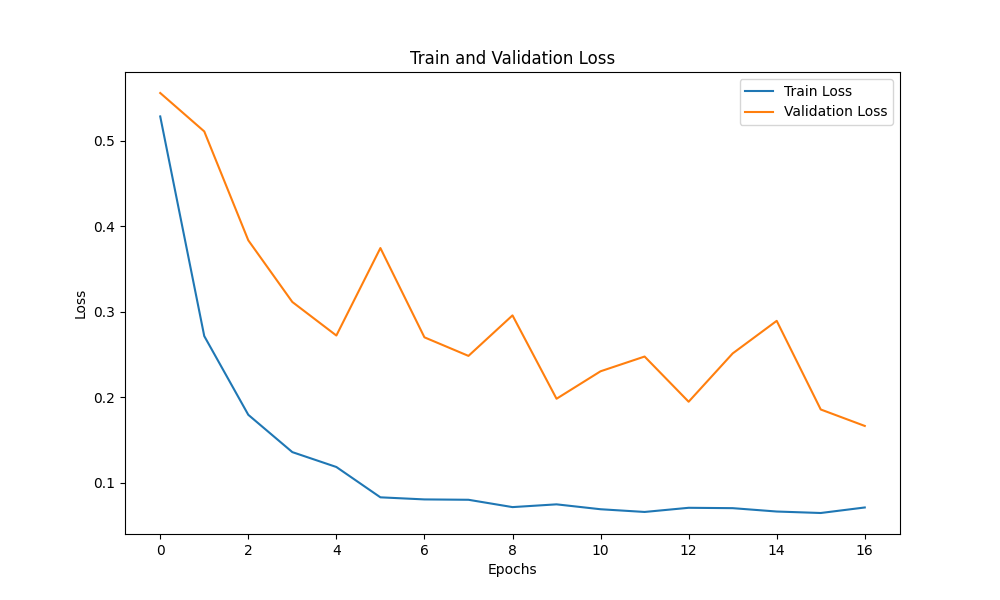 Train and Validation Loss
Train Loss
Validation Loss
0.5
0.4
0.3
0.2
0.1
Loss
0 2 4 6 8 10 12 14 16
Epochs